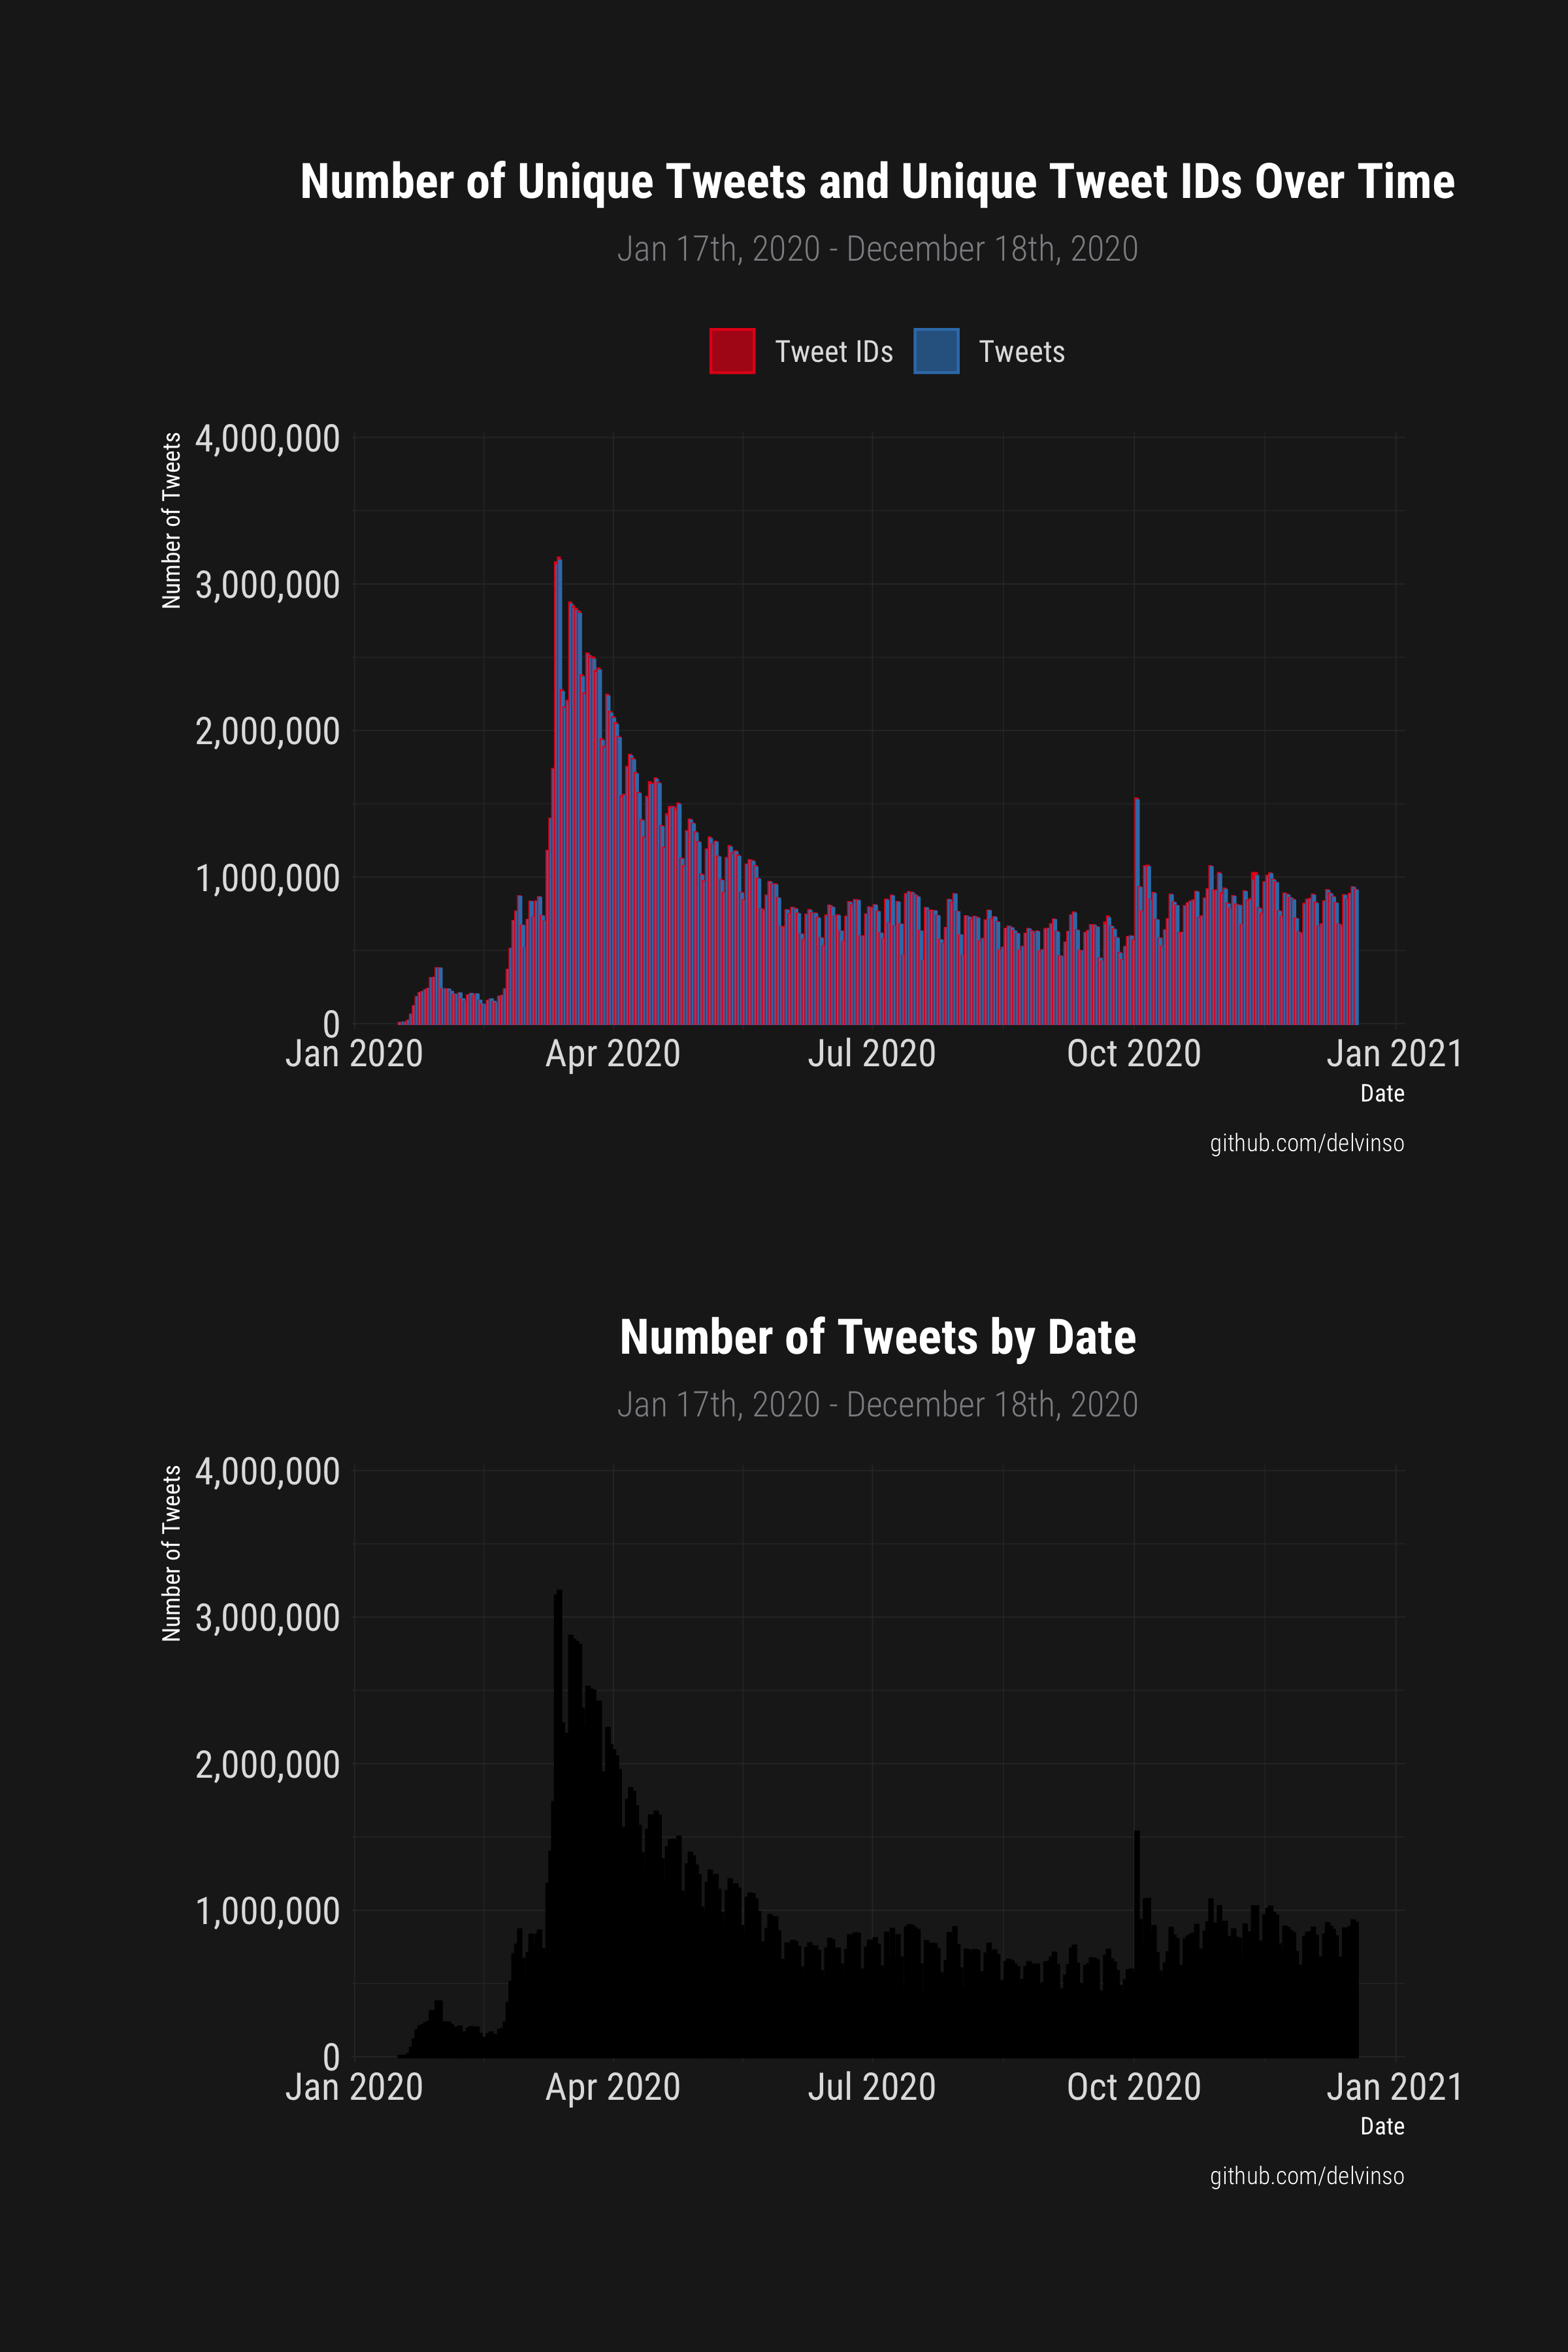 Number of Unique Tweets and Unique Tweet IDs Over Time
Jan 17th, 2020 - December 18th, 2020
Tweet IDs
Tweets
Number of Tweets
4,000,000
3,000,000
2,000,000
1,000,000
0
Jan 2020
Apr 2020
Jul 2020
Oct 2020
Jan 2021
Date
github.com/delvinso
Number of Tweets by Date
Jan 17th, 2020 - December 18th, 2020
Number of Tweets
4,000,000
3,000,000
2,000,000
1,000,000
0
Jan 2020
Apr 2020
Jul 2020
Oct 2020
Jan 2021
Date
github.com/delvinso